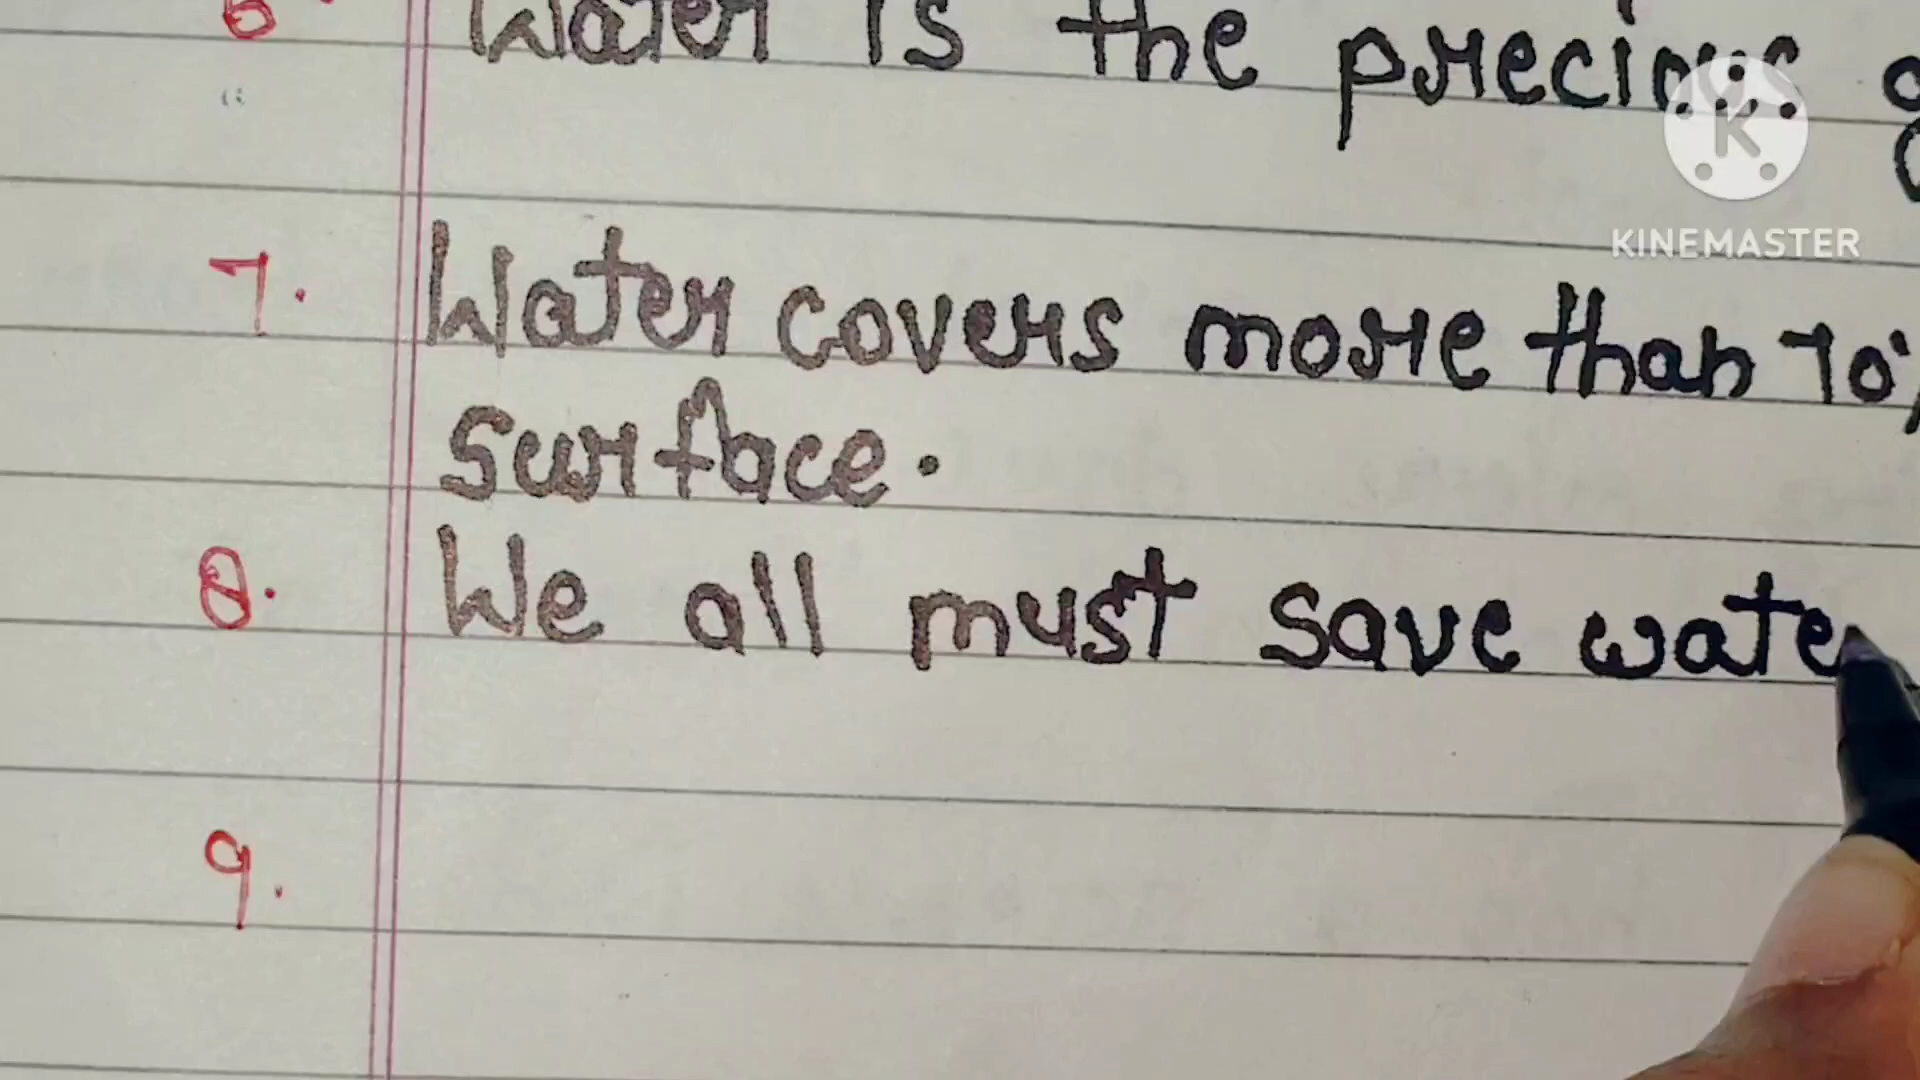 6. Water is the precious
7. Water covers more than 70%
surface.
8. We all must save wate
9.
KINEMASTER